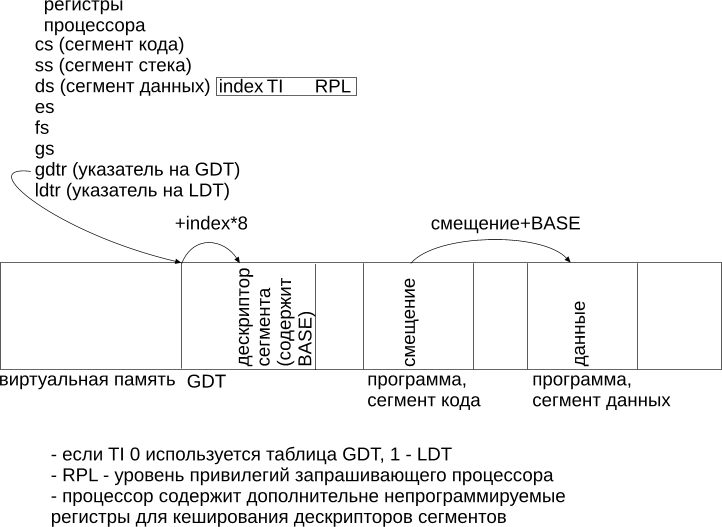 регистры
процессора
cs (сегмент кода)
ss (сегмент стека)
ds (сегмент данных) index TI RPL
es
fs
gs
gdtr (указатель на GDT)
ldtr (указатель на LDT)
+index*8
смещение+BASE
дескриптор
сегмента
(содержит
BASE)
смещение
данные
виртуальная память
GDT
программа,
сегмент кода
программа,
сегмент данных
- если TI 0 используется таблица GDT, 1 - LDT
- RPL - уровень привилегий запрашивающего процессора
- процессор содержит дополнительне непрограммируемые
регистры для кеширования дескрипторов сегментов